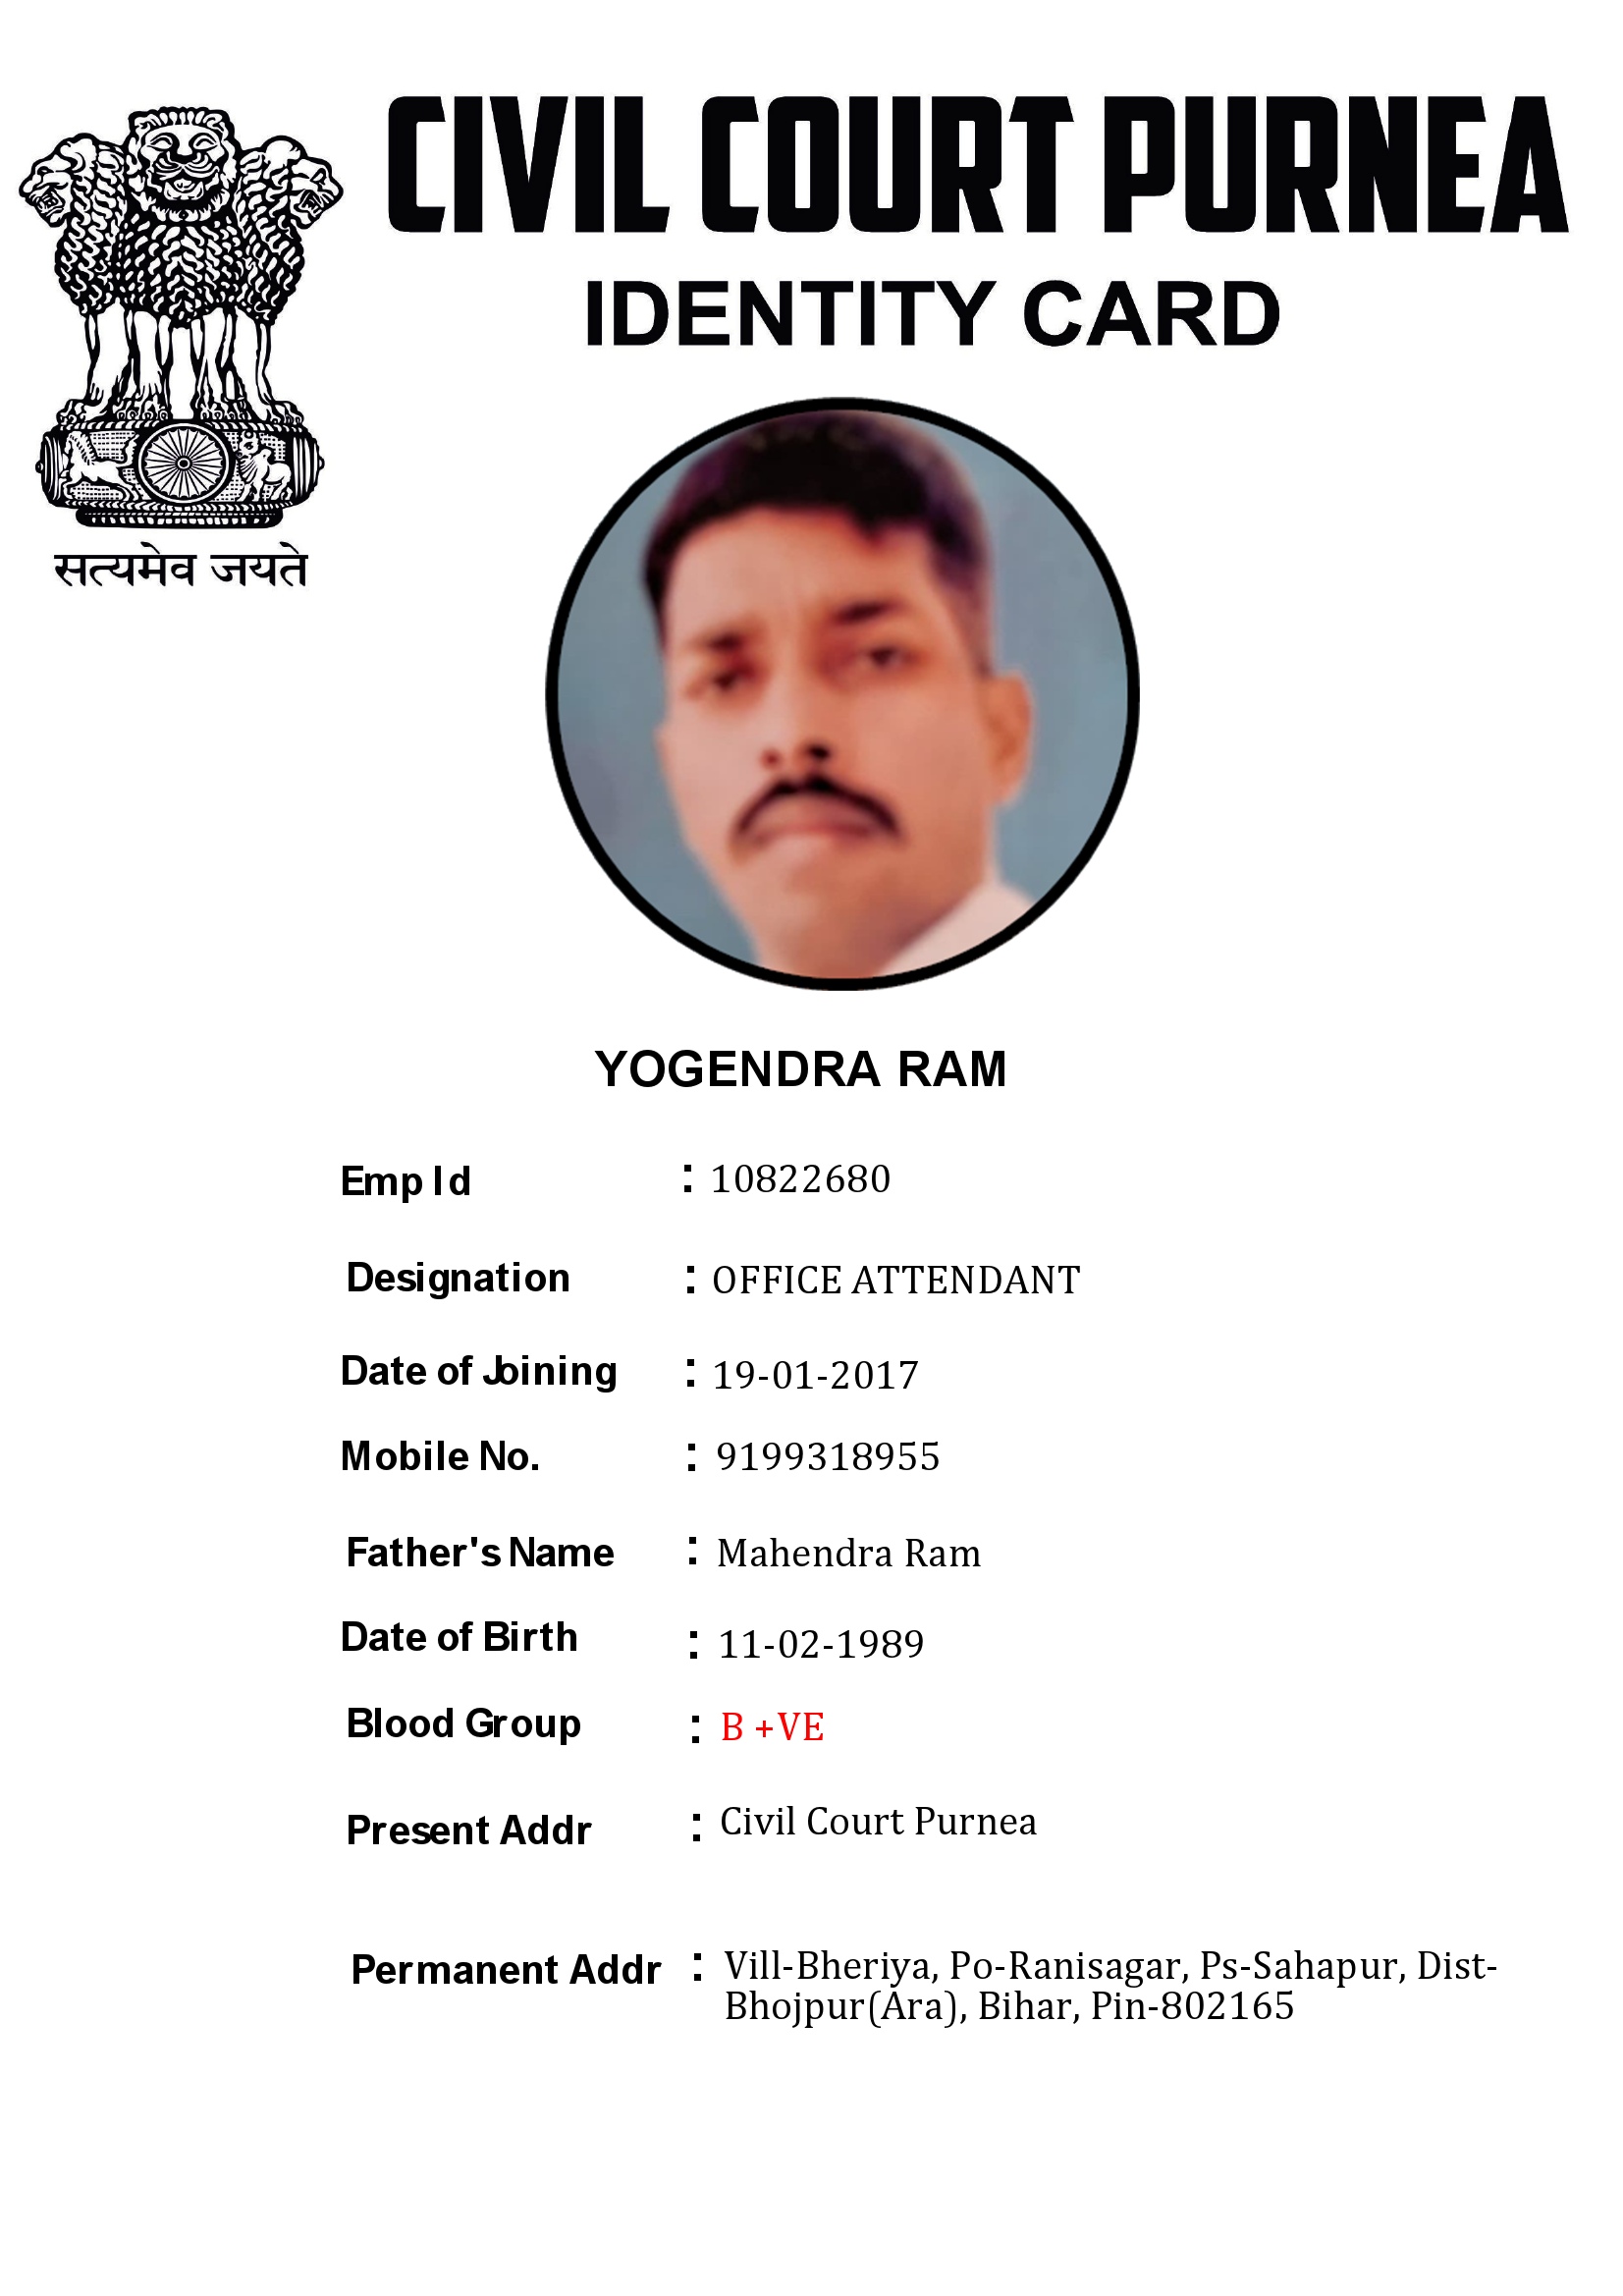 CIVIL COURT PURNEA
IDENTITY CARD
सत्यमेव जयते
YOGENDRA RAM
Emp Id : 10822680
Designation : OFFICE ATTENDANT
Date of Joining : 19-01-2017
Mobile No. : 9199318955
Father's Name : Mahendra Ram
Date of Birth : 11-02-1989
Blood Group : B +VE
Present Addr : Civil Court Purnea
Permanent Addr : Vill-Bheriya, Po-Ranisagar, Ps-Sahapur, Dist-
Bhojpur(Ara), Bihar, Pin-802165